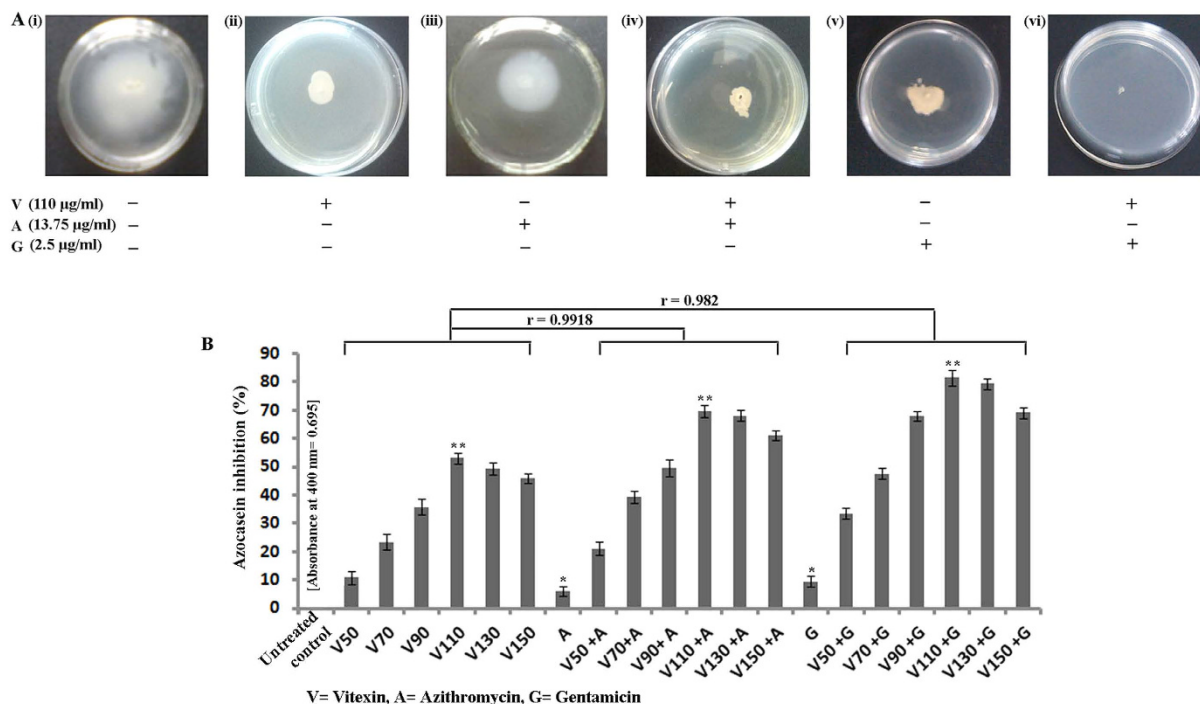 A (i) (ii) (iii) (iv) (v) (vi)
V (110 µg/ml) – + – + – +
A (13.75 µg/ml) – – + + – –
G (2.5 µg/ml) – – – – + +
r = 0.982
r = 0.9918
B
Azocasein inhibition (%)
90
80
70
60
50
40
30
20
10
0
[Absorbance at 400 nm= 0.695]
**
*
**
*
**
Untreated control
V50
V70
V90
V110
V130
V150
A
V50 +A
V70+A
V90+ A
V110 +A
V130 +A
V150 +A
G
V50 +G
V70 +G
V90 +G
V110 +G
V130 +G
V150 +G
V= Vitexin, A= Azithromycin, G= Gentamicin